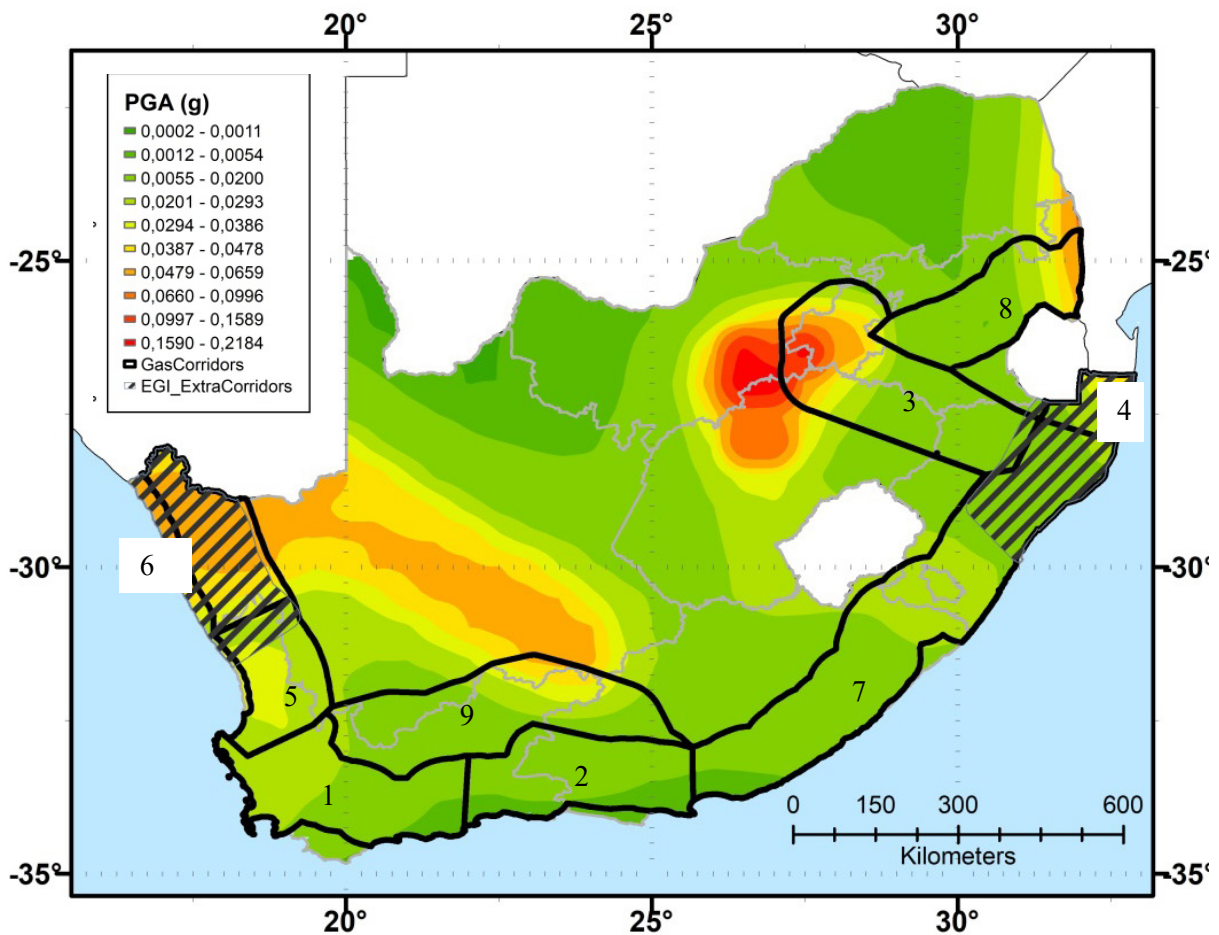 20° 25° 30°
PGA (g)
0,0002 - 0,0011
0,0012 - 0,0054
0,0055 - 0,0200
0,0201 - 0,0293
0,0294 - 0,0386
0,0387 - 0,0478
0,0479 - 0,0659
0,0660 - 0,0996
0,0997 - 0,1589
0,1590 - 0,2184
GasCorridors
EGI_ExtraCorridors
-25° -25°
8
3
4
6
-30° -30°
5
9
7
2
1
0 150 300 600
Kilometers
-35° -35°
20° 25° 30°